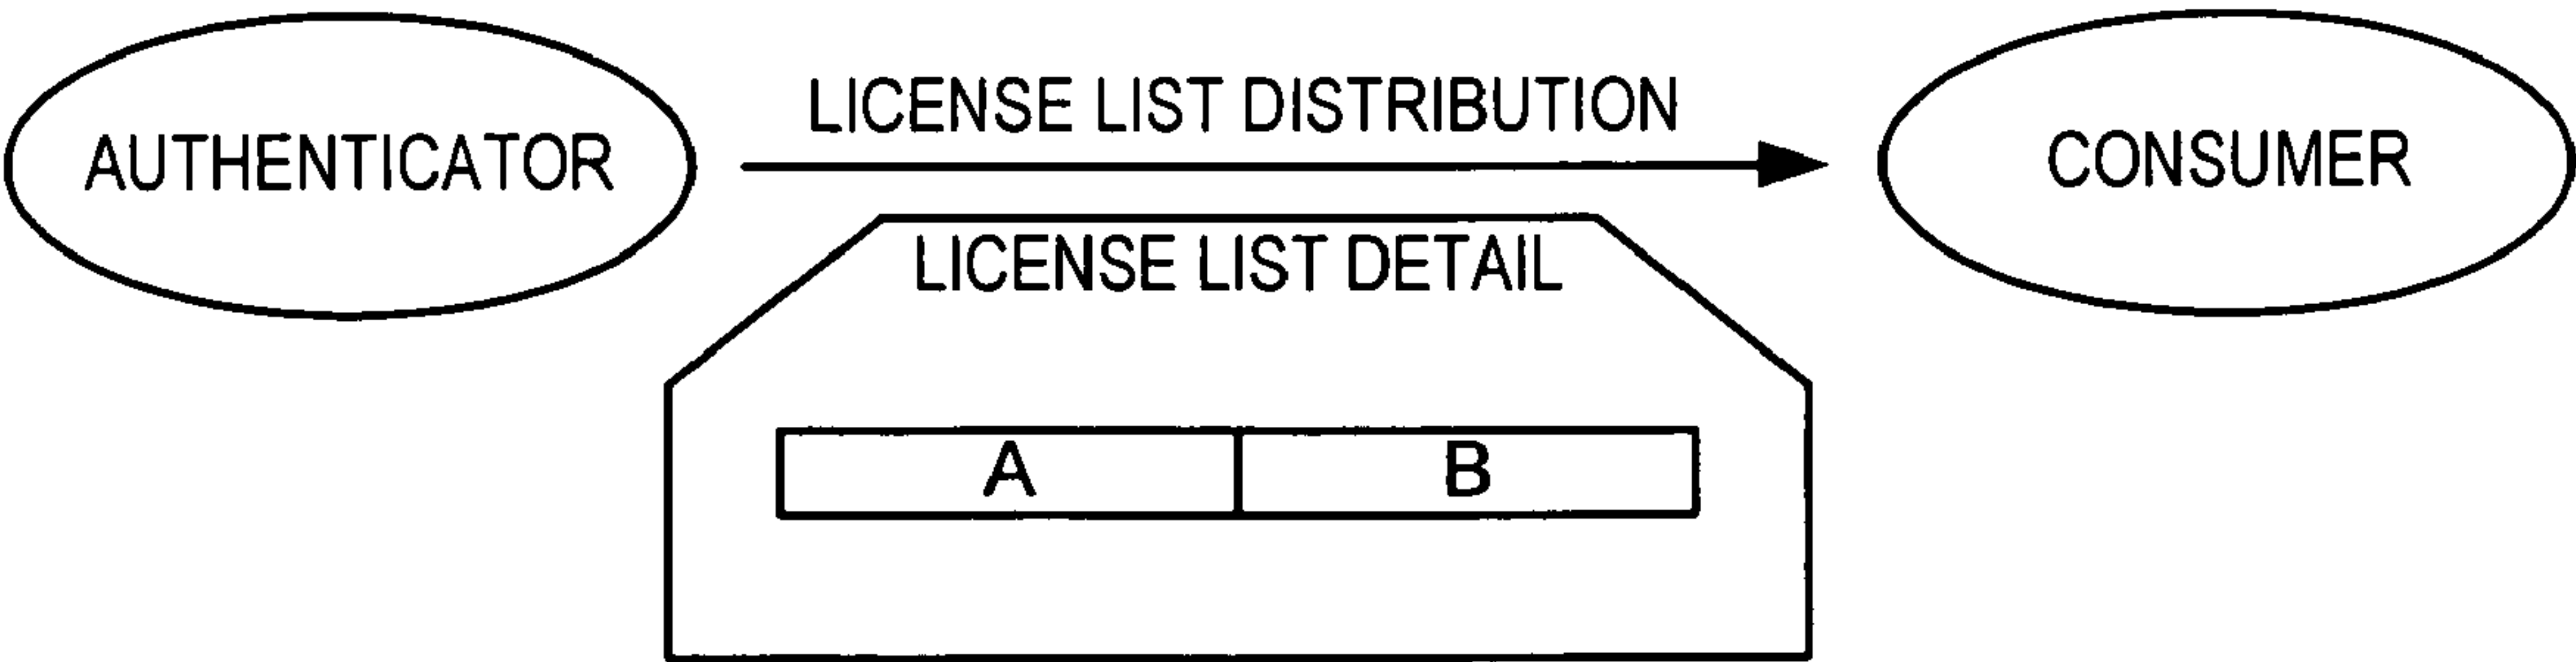 LICENSE LIST DISTRIBUTION
AUTHENTICATOR
CONSUMER
LICENSE LIST DETAIL
A
B